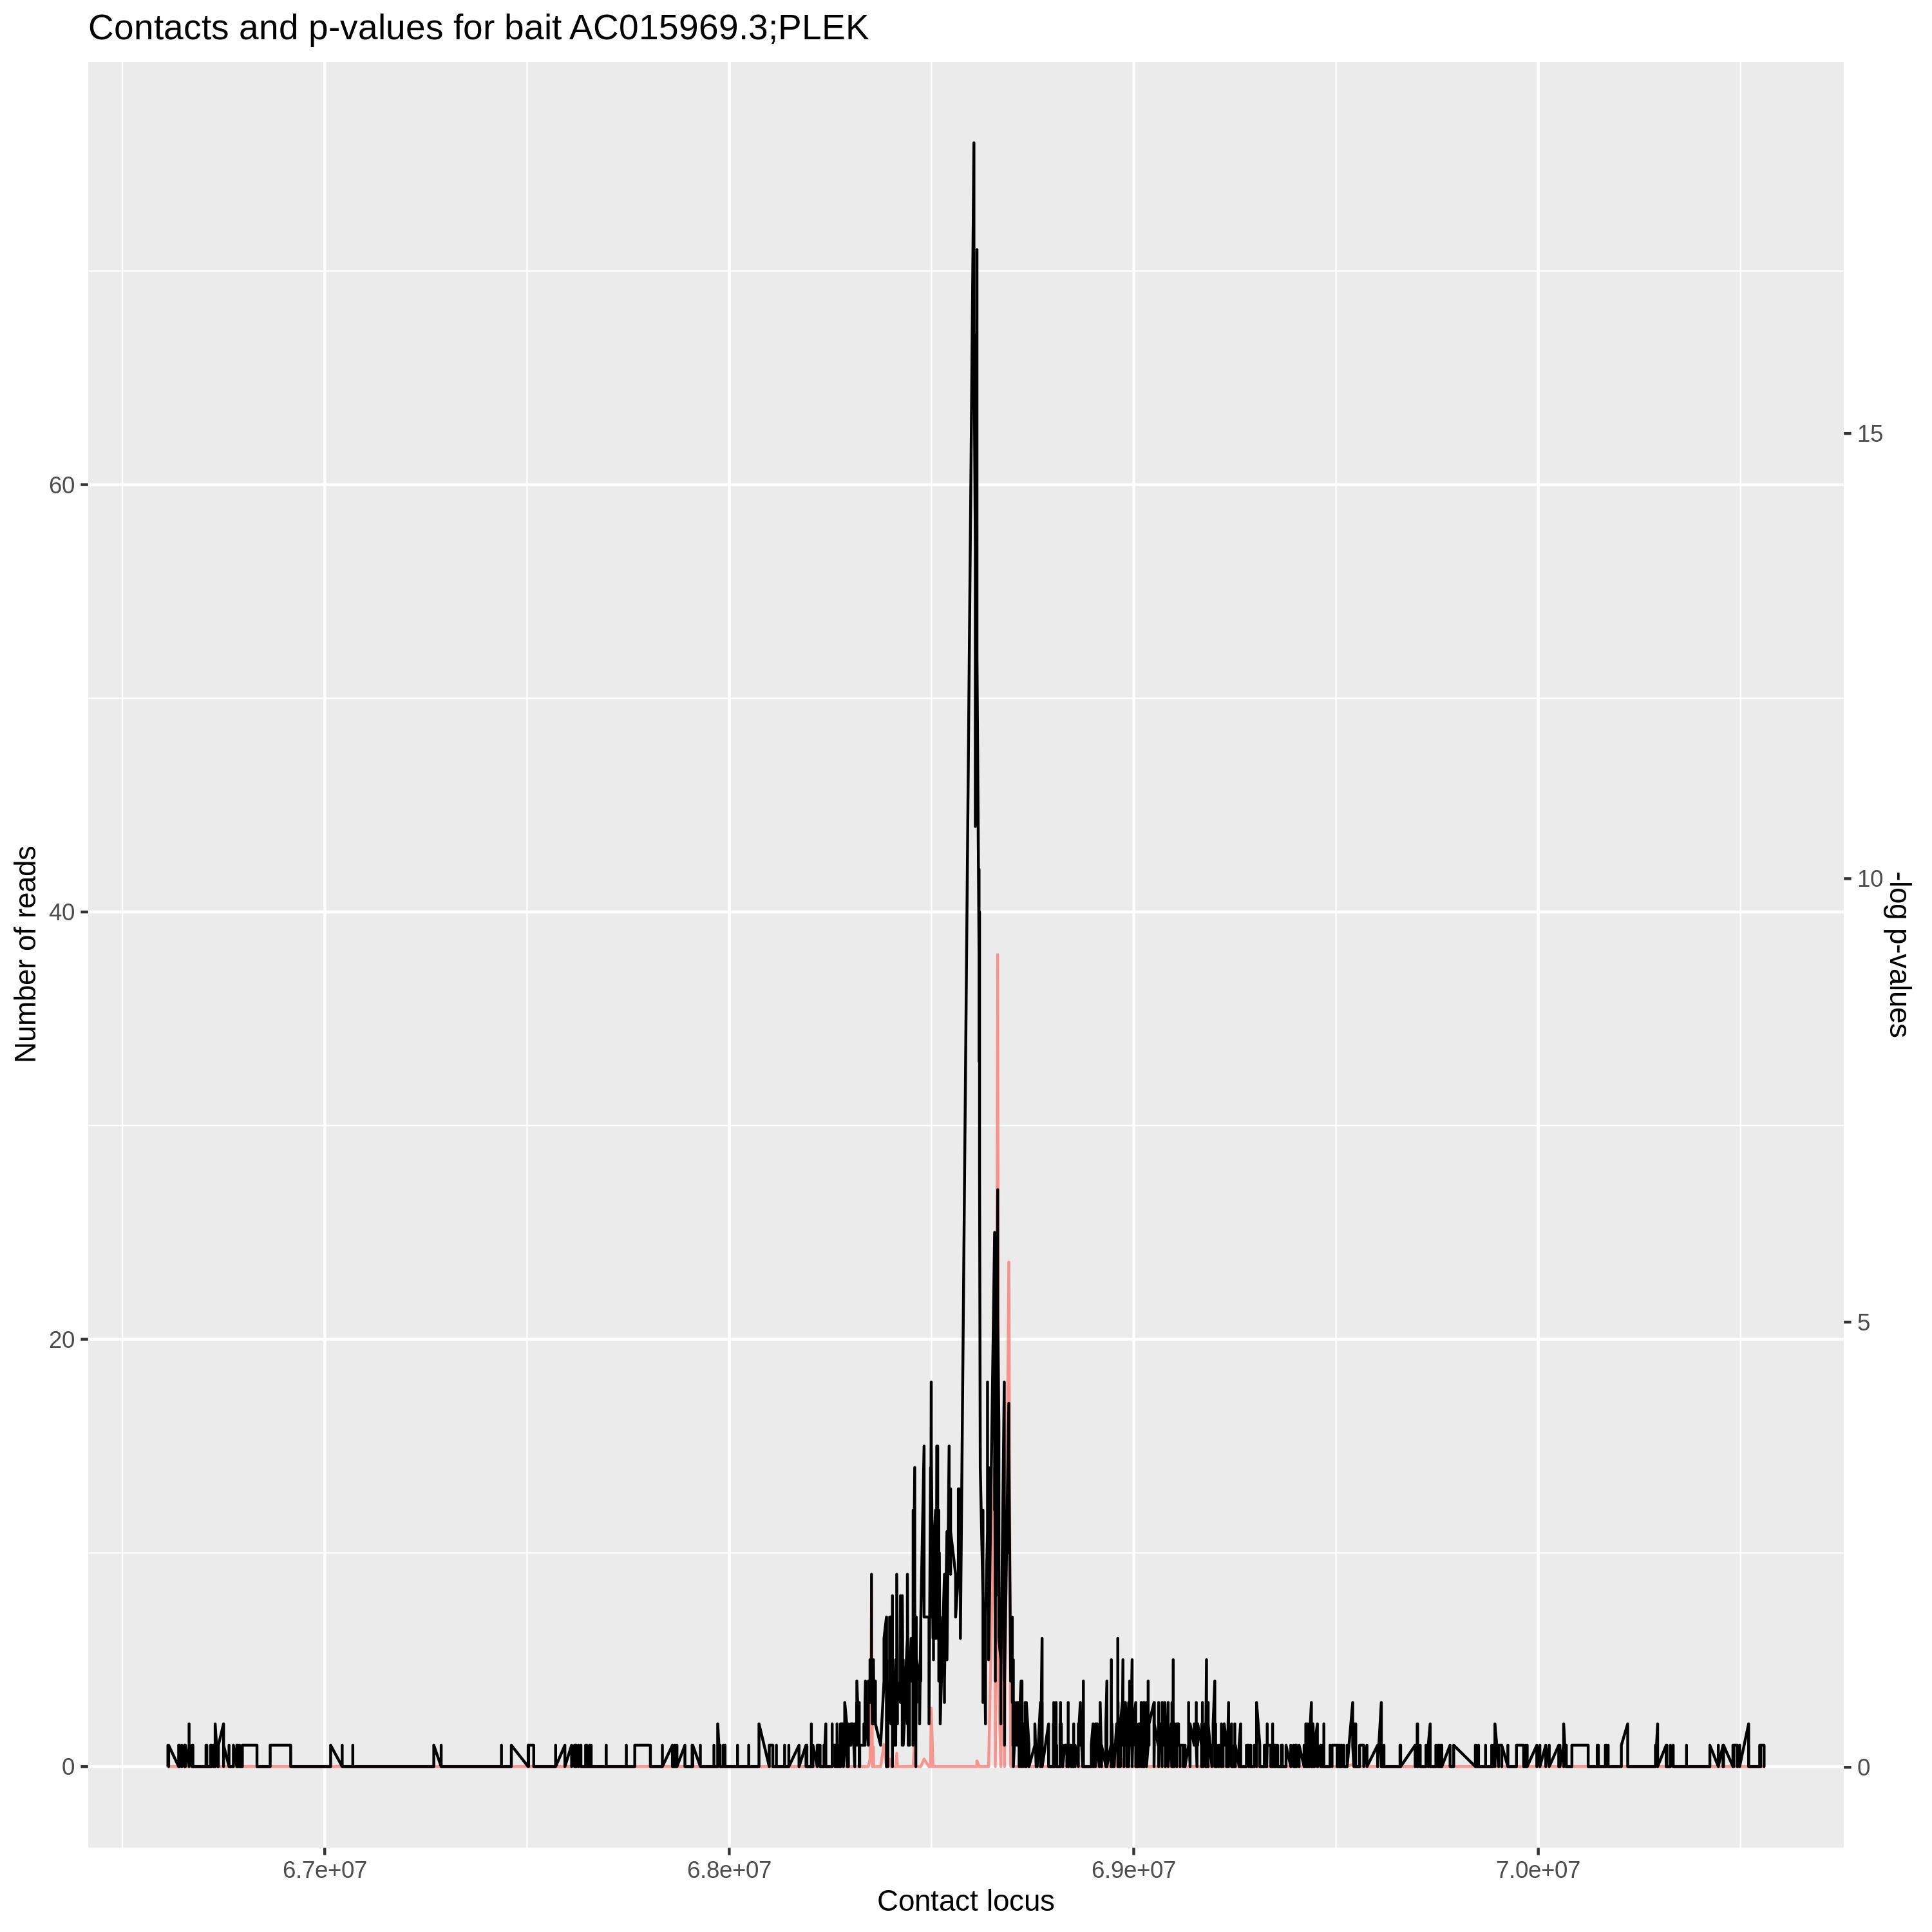 Contacts and p-values for bait AC015969.3;PLEK
Number of reads
60
40
20
0
15
10
5
0
-log p-values
6.7e+07
6.8e+07
6.9e+07
7.0e+07
Contact locus